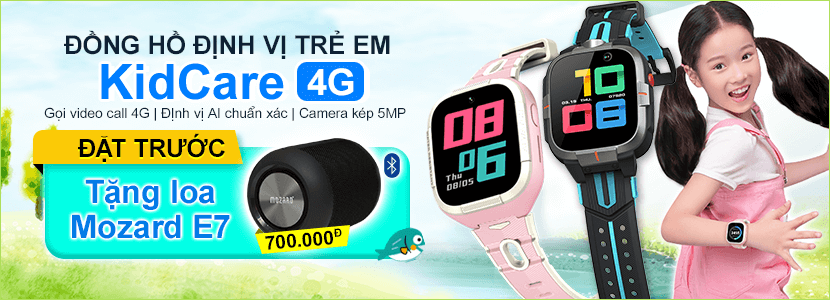 ĐỒNG HỒ ĐỊNH VỊ TRẺ EM
KidCare 4G
Gọi video call 4G | Định vị AI chuẩn xác | Camera kép 5MP
ĐẶT TRƯỚC
Tặng loa
Mozard E7
MOZARD
700.000Đ
08
06
Thu
08/05
10
08